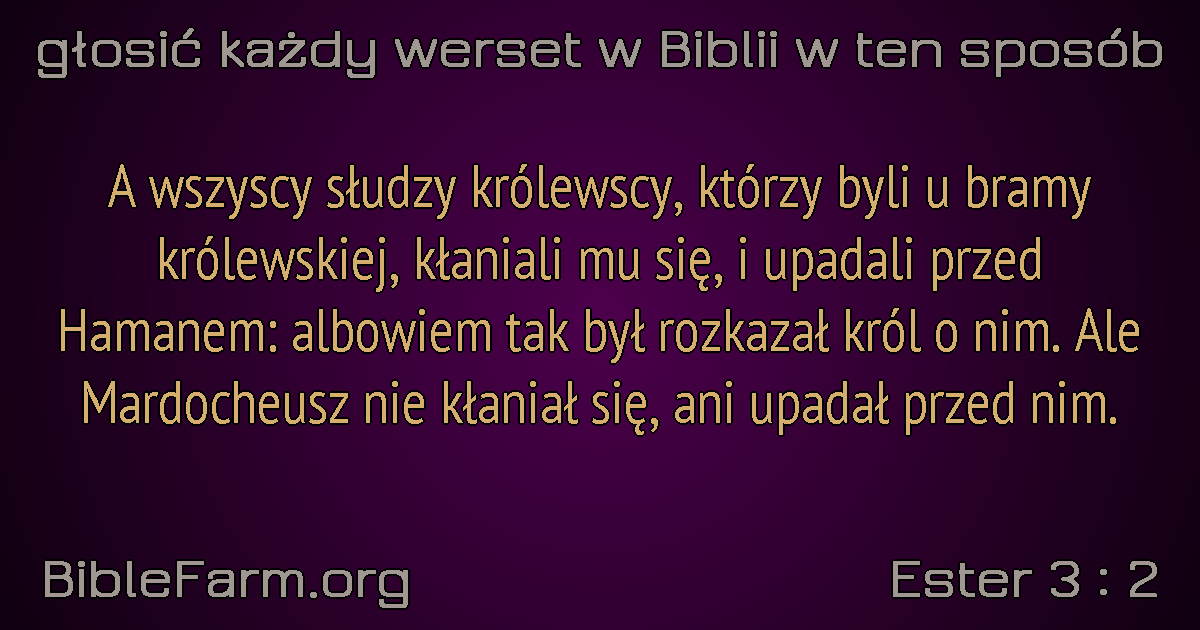 głosić każdy werset w Biblii w ten sposób
A wszyscy słudzy królewscy, którzy byli u bramy
królewskiej, kłaniali mu się, i upadali przed
Hamanem: albowiem tak był rozkazał król o nim. Ale
Mardocheusz nie kłaniał się, ani upadał przed nim.
BibleFarm.org
Ester 3 : 2